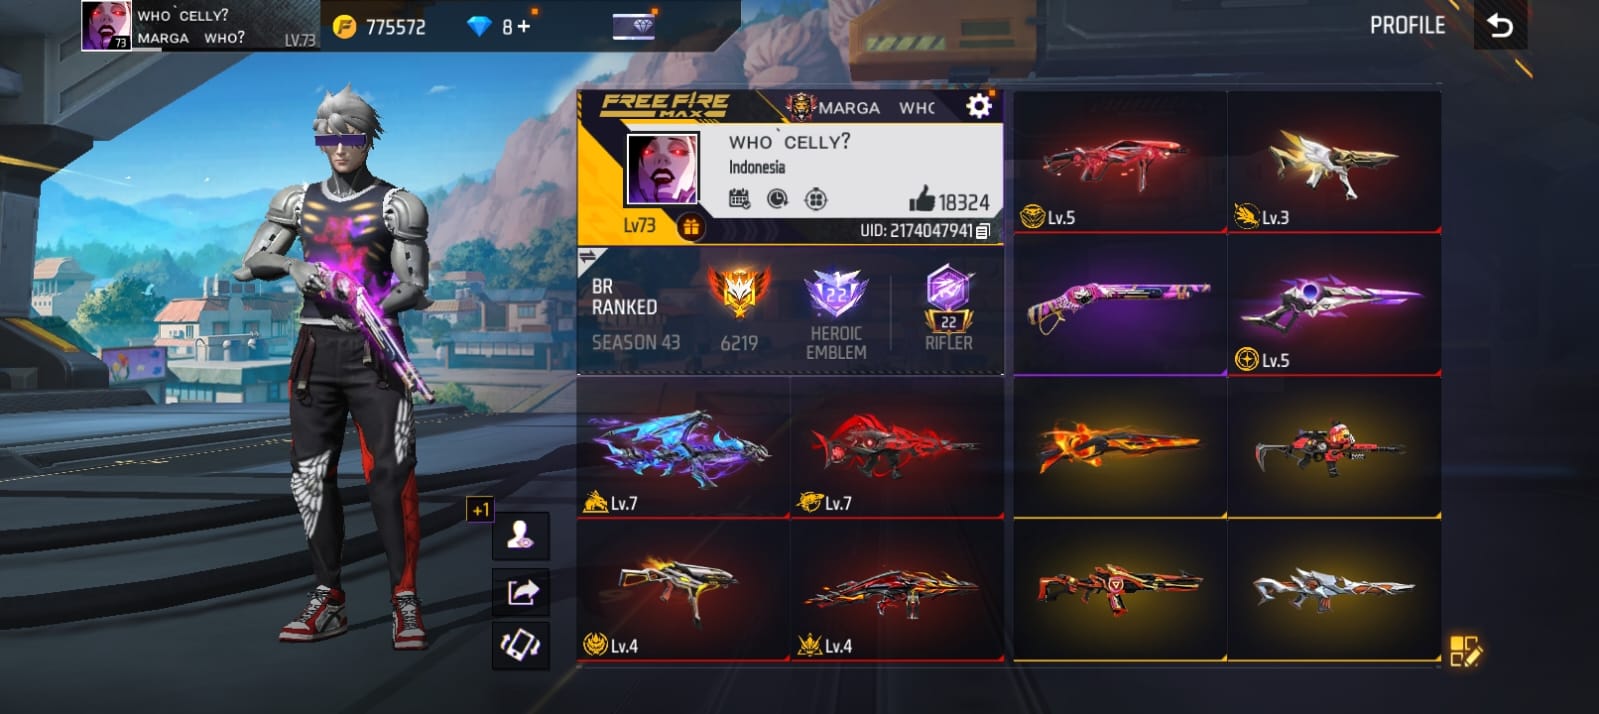 WHO`CELLY?
MARGA WHO?
73
LV.73
775572
8+
PROFILE
FREE FIRE
MAX
MARGA WHO
WHO`CELLY?
Indonesia
18324
Lv73
UID: 2174047941
BR
RANKED
SEASON 43
6219
22
HEROIC
EMBLEM
22
RIFLER
Lv.5
Lv.3
Lv.5
Lv.7
Lv.7
+1
Lv.4
Lv.4